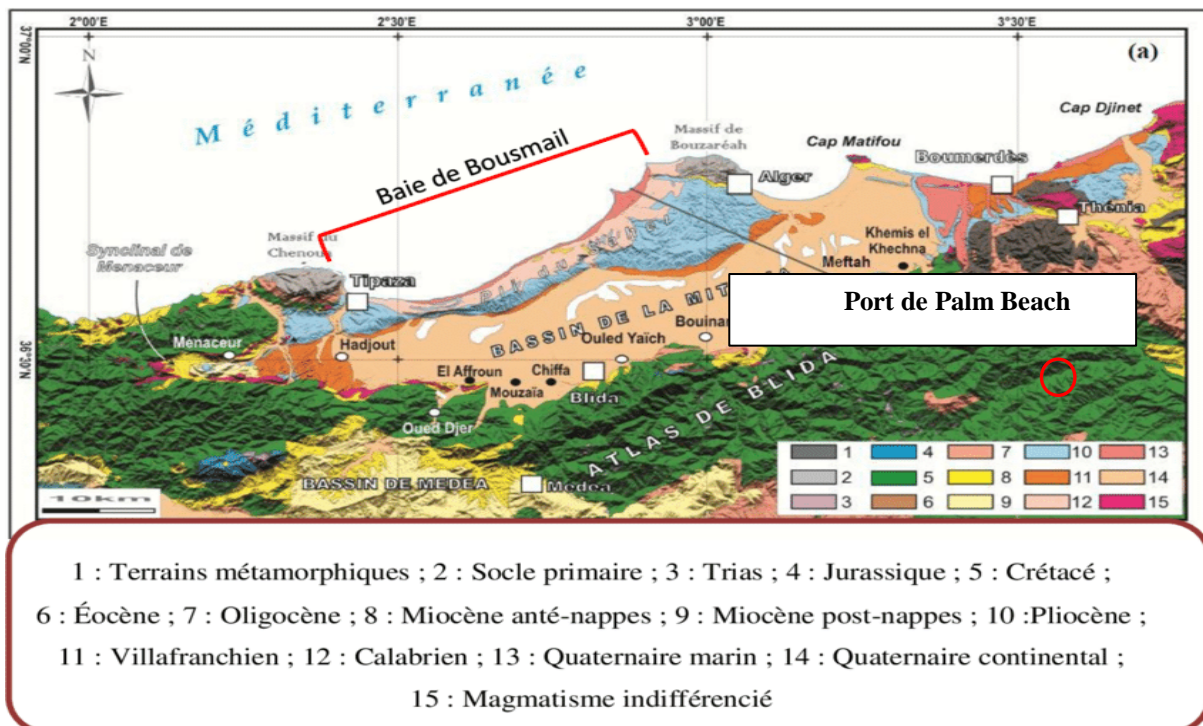 2°00'E 2°30'E 3°00'E 3°30'E
37°00'N
(a)
N
Méditerranée
Cap Djinet
Massif de
Bouzaréah
Cap Matifou
Baie de Bousmail
Boumerdès
Alger
Thénia
Massif du
Chenoua
Synclinal de
Menaceur
Khemis el
Khechna
Tipaza
Meftah
Port de Palm Beach
BASSIN DE LA MIT
Menaceur
Hadjout
Ouled Yaïch
Bouinan
36°30'N
El Affroun
Chiffa
Mouzaïa
Blida
Oued Djer
ATLAS DE BLIDA
BASSIN DE MEDEA
Medea
10km
1 4 7 10 13
2 5 8 11 14
3 6 9 12 15
1 : Terrains métamorphiques ; 2 : Socle primaire ; 3 : Trias ; 4 : Jurassique ; 5 : Crétacé ;
6 : Éocène ; 7 : Oligocène ; 8 : Miocène anté-nappes ; 9 : Miocène post-nappes ; 10 :Pliocène ;
11 : Villafranchien ; 12 : Calabrien ; 13 : Quaternaire marin ; 14 : Quaternaire continental ;
15 : Magmatisme indifférencié